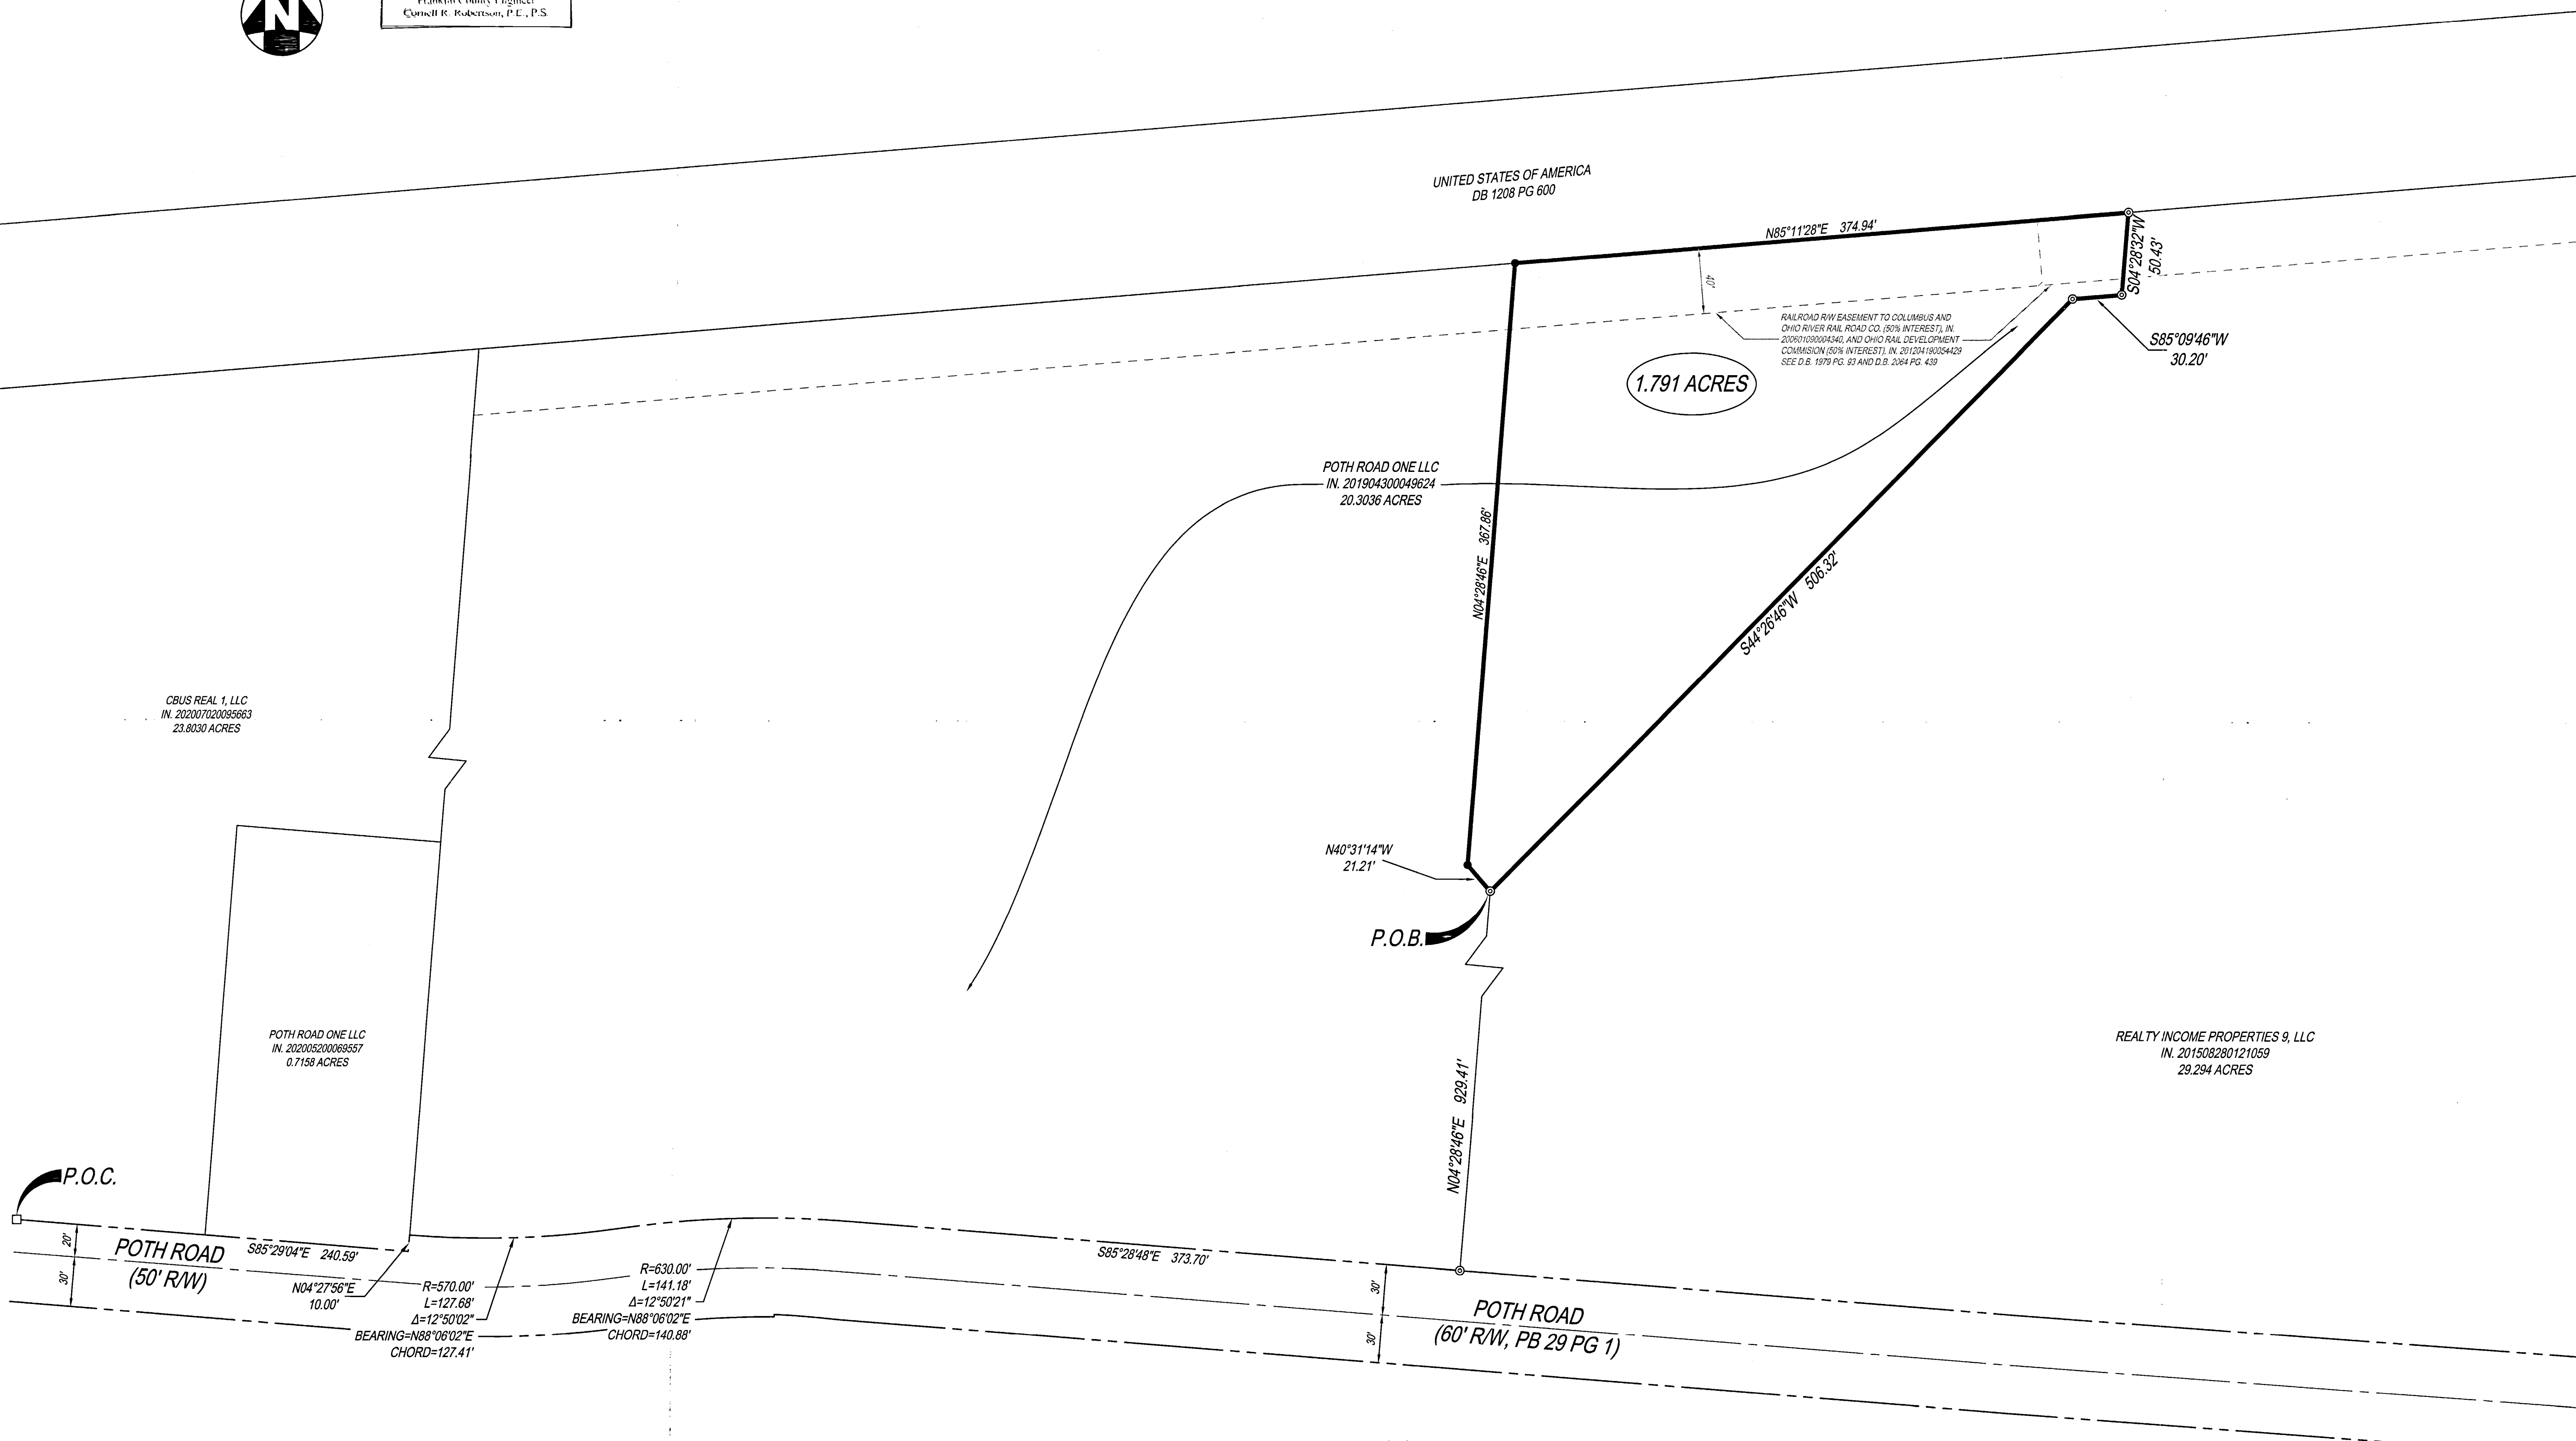 N
Franklin County Engineer
Cornell R. Robertson, P.E., P.S.
UNITED STATES OF AMERICA
DB 1208 PG 600
N85°11'28"E 374.94'
S04°28'32"W
50.43'
40'
RAILROAD R/W EASEMENT TO COLUMBUS AND
OHIO RIVER RAIL ROAD CO. (50% INTEREST), IN.
200601090004340, AND OHIO RAIL DEVELOPMENT
COMMISION (50% INTEREST), IN. 201204190054429
SEE D.B. 1979 PG. 93 AND D.B. 2064 PG. 439
S85°09'46"W
30.20'
1.791 ACRES
POTH ROAD ONE LLC
IN. 201904300049624
20.3036 ACRES
N04°28'46"E 367.86'
S44°26'46"W 506.32'
CBUS REAL 1, LLC
IN. 202007020095663
23.8030 ACRES
N40°31'14"W
21.21'
P.O.B.
POTH ROAD ONE LLC
IN. 202005200069557
0.7158 ACRES
REALTY INCOME PROPERTIES 9, LLC
IN. 201508280121059
29.294 ACRES
N04°28'46"E 929.41'
P.O.C.
20'
30'
POTH ROAD
(50' R/W)
S85°29'04"E 240.59'
N04°27'56"E
10.00'
R=570.00'
L=127.68'
Δ=12°50'02"
BEARING=N88°06'02"E
CHORD=127.41'
R=630.00'
L=141.18'
Δ=12°50'21"
BEARING=N88°06'02"E
CHORD=140.88'
S85°28'48"E 373.70'
30'
30'
POTH ROAD
(60' R/W, PB 29 PG 1)